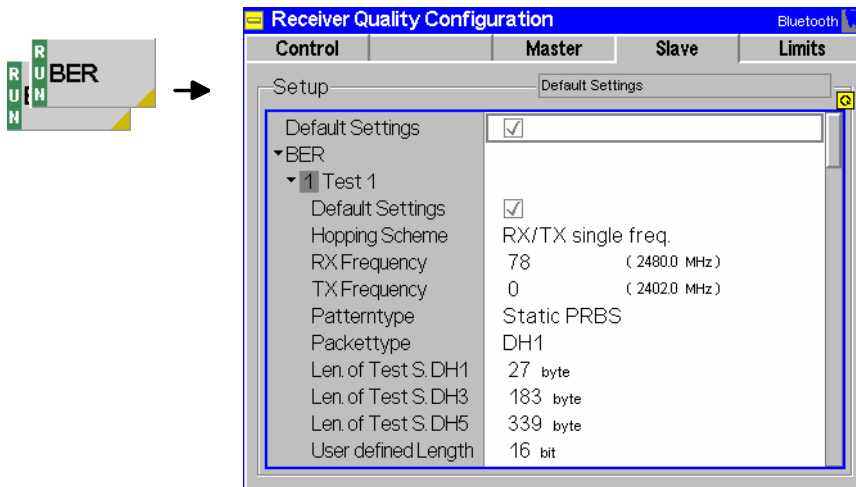 RUN
RUN BER
Receiver Quality Configuration Bluetooth
Control Master Slave Limits
Setup Default Settings
Default Settings
BER
1 Test 1
Default Settings
Hopping Scheme RX/TX single freq.
RX Frequency 78 ( 2480.0 MHz )
TX Frequency 0 ( 2402.0 MHz )
Patterntype Static PRBS
Packettype DH1
Len. of Test S. DH1 27 byte
Len. of Test S. DH3 183 byte
Len. of Test S. DH5 339 byte
User defined Length 16 bit